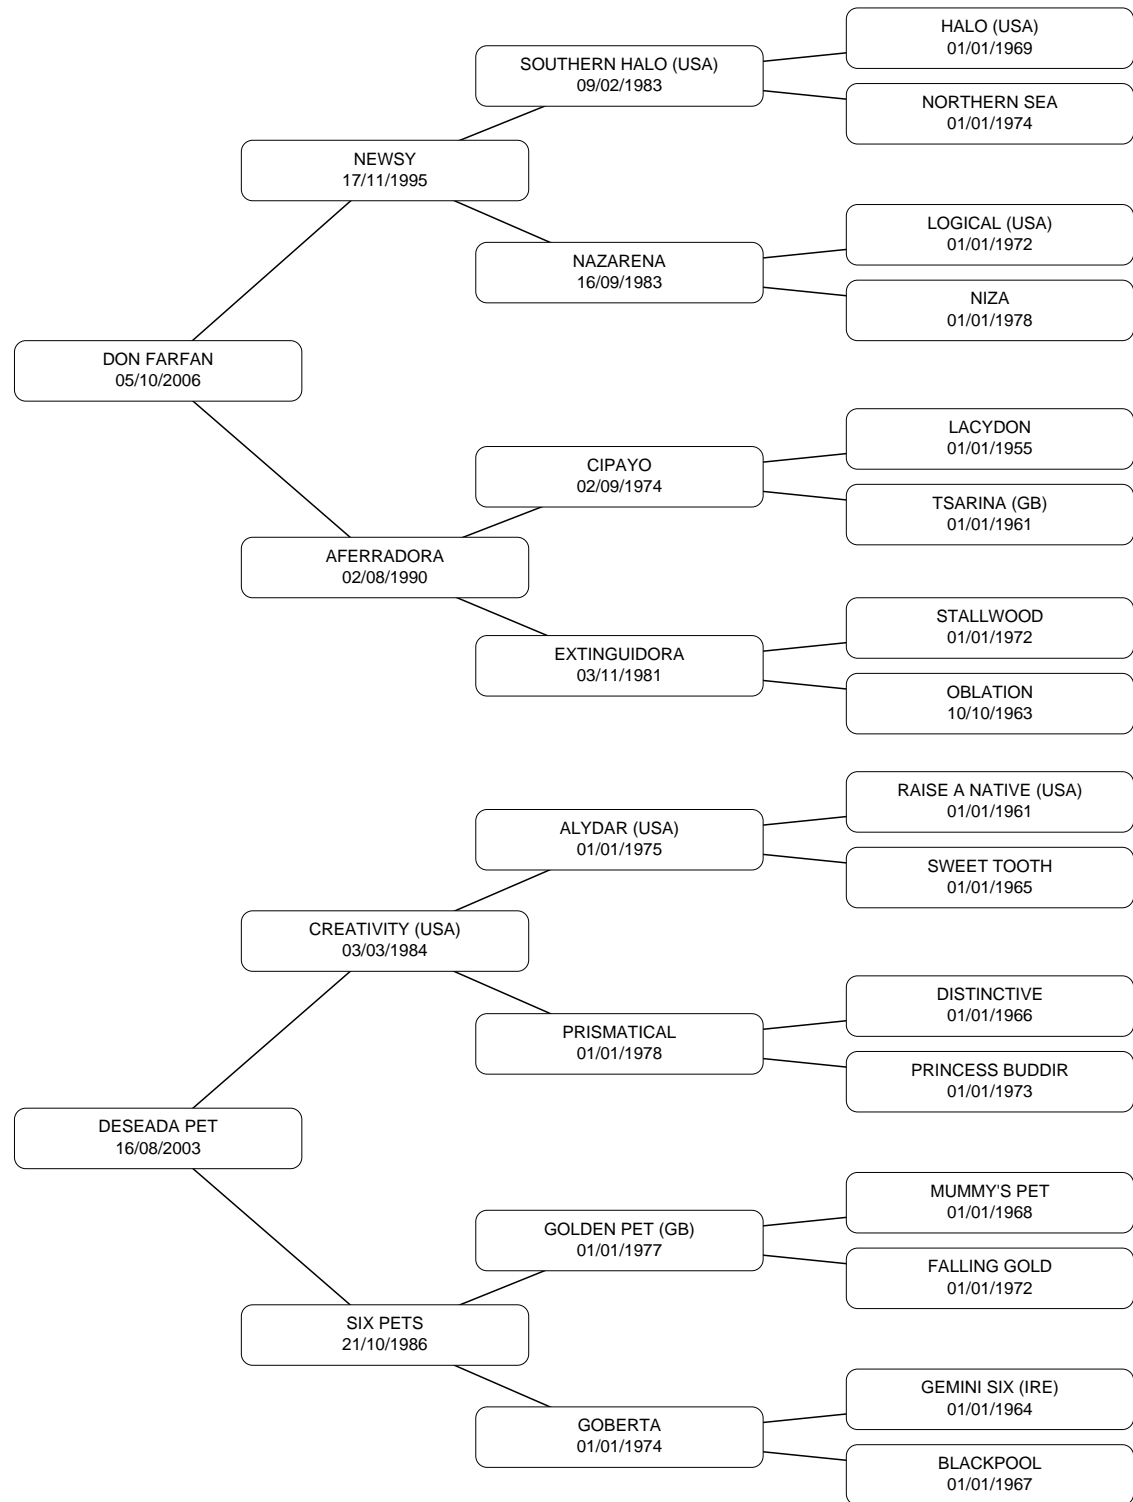 HALO (USA)
01/01/1969
SOUTHERN HALO (USA)
09/02/1983
NORTHERN SEA
01/01/1974
NEWSY
17/11/1995
LOGICAL (USA)
01/01/1972
NAZARENA
16/09/1983
NIZA
01/01/1978
DON FARFAN
05/10/2006
LACYDON
01/01/1955
CIPAYO
02/09/1974
TSARINA (GB)
01/01/1961
AFERRADORA
02/08/1990
STALLWOOD
01/01/1972
EXTINGUIDORA
03/11/1981
OBLATION
10/10/1963
RAISE A NATIVE (USA)
01/01/1961
ALYDAR (USA)
01/01/1975
SWEET TOOTH
01/01/1965
CREATIVITY (USA)
03/03/1984
DISTINCTIVE
01/01/1966
PRISMATICAL
01/01/1978
PRINCESS BUDDIR
01/01/1973
DESEADA PET
16/08/2003
MUMMY'S PET
01/01/1968
GOLDEN PET (GB)
01/01/1977
FALLING GOLD
01/01/1972
SIX PETS
21/10/1986
GEMINI SIX (IRE)
01/01/1964
GOBERTA
01/01/1974
BLACKPOOL
01/01/1967